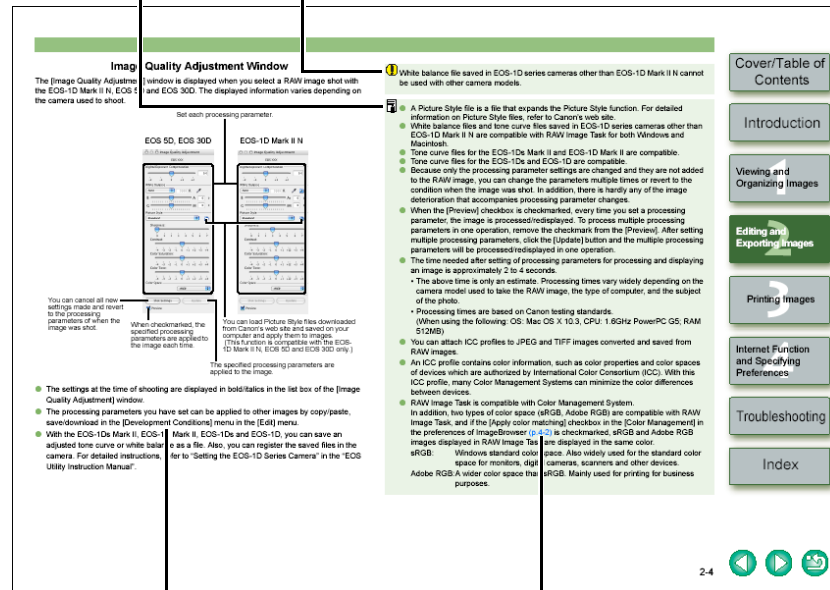 Image Quality Adjustment Window
The [Image Quality Adjustment] window is displayed when you select a RAW image shot with
the EOS-1D Mark II N, EOS 5D and EOS 30D. The displayed information varies depending on
the camera used to shoot.
Set each processing parameter.
EOS 5D, EOS 30D
EOS-1D Mark II N
You can cancel all new
settings made and revert
to the processing
parameters of when the
image was shot.
When checkmarked, the
specified processing
parameters are applied to
the image each time.
You can load Picture Style files downloaded
from Canon's web site and saved on your
computer and apply them to images.
(This function is compatible with the EOS-
1D Mark II N, EOS 5D and EOS 30D only.)
The specified processing parameters are
applied to the image.
● The settings at the time of shooting are displayed in bold/italics in the list box of the [Image
Quality Adjustment] window.
● The processing parameters you have set can be applied to other images by copy/paste,
save/download in the [Development Conditions] menu in the [Edit] menu.
● With the EOS-1Ds Mark II, EOS-1 Mark II, EOS-1Ds and EOS-1D, you can save an
adjusted tone curve or white balance as a file. Also, you can register the saved files in the
camera. For detailed instructions, refer to "Setting the EOS-1D Series Camera" in the "EOS
Utility Instruction Manual".
White balance file saved in EOS-1D series cameras other than EOS-1D Mark II N cannot
be used with other camera models.
● A Picture Style file is a file that expands the Picture Style function. For detailed
information on Picture Style files, refer to Canon's web site.
● White balance files and tone curve files saved in EOS-1D series cameras other than
EOS-1D Mark II N are compatible with RAW Image Task for both Windows and
Macintosh.
● Tone curve files for the EOS-1Ds Mark II and EOS-1D Mark II are compatible.
● Tone curve files for the EOS-1Ds and EOS-1D are compatible.
● Because only the processing parameter settings are changed and they are not added
to the RAW image, you can change the parameters multiple times or revert to the
condition when the image was shot. In addition, there is hardly any of the image
deterioration that accompanies processing parameter changes.
● When the [Preview] checkbox is checkmarked, every time you set a processing
parameter, the image is processed/redisplayed. To process multiple processing
parameters in one operation, remove the checkmark from the [Preview]. After setting
multiple processing parameters, click the [Update] button and the multiple processing
parameters will be processed/redisplayed in one operation.
● The time needed after setting of processing parameters for processing and displaying
an image is approximately 2 to 4 seconds.
• The above time is only an estimate. Processing times vary widely depending on the
camera model used to take the RAW image, the type of computer, and the subject
of the photo.
• Processing times are based on Canon testing standards.
(When using the following: OS: Mac OS X 10.3, CPU: 1.6GHz PowerPC G5; RAM
512MB)
● You can attach ICC profiles to JPEG and TIFF images converted and saved from
RAW images.
● An ICC profile contains color information, such as color properties and color spaces
of devices which are authorized by International Color Consortium (ICC). With this
ICC profile, many Color Management Systems can minimize the color differences
between devices.
● RAW Image Task is compatible with Color Management System.
In addition, two types of color space (sRGB, Adobe RGB) are compatible with RAW
Image Task, and if the [Apply color matching] checkbox in the [Color Management] in
the preferences of ImageBrowser (p.4-2) is checkmarked, sRGB and Adobe RGB
images displayed in RAW Image Task are displayed in the same color.
sRGB: Windows standard color space. Also widely used for the standard color
space for monitors, digital cameras, scanners and other devices.
Adobe RGB: A wider color space than sRGB. Mainly used for printing for business
purposes.
Cover/Table of
Contents
Introduction
1
Viewing and
Organizing Images
2
Editing and
Exporting Images
3
Printing Images
4
Internet Function
and Specifying
Preferences
Troubleshooting
Index
2-4